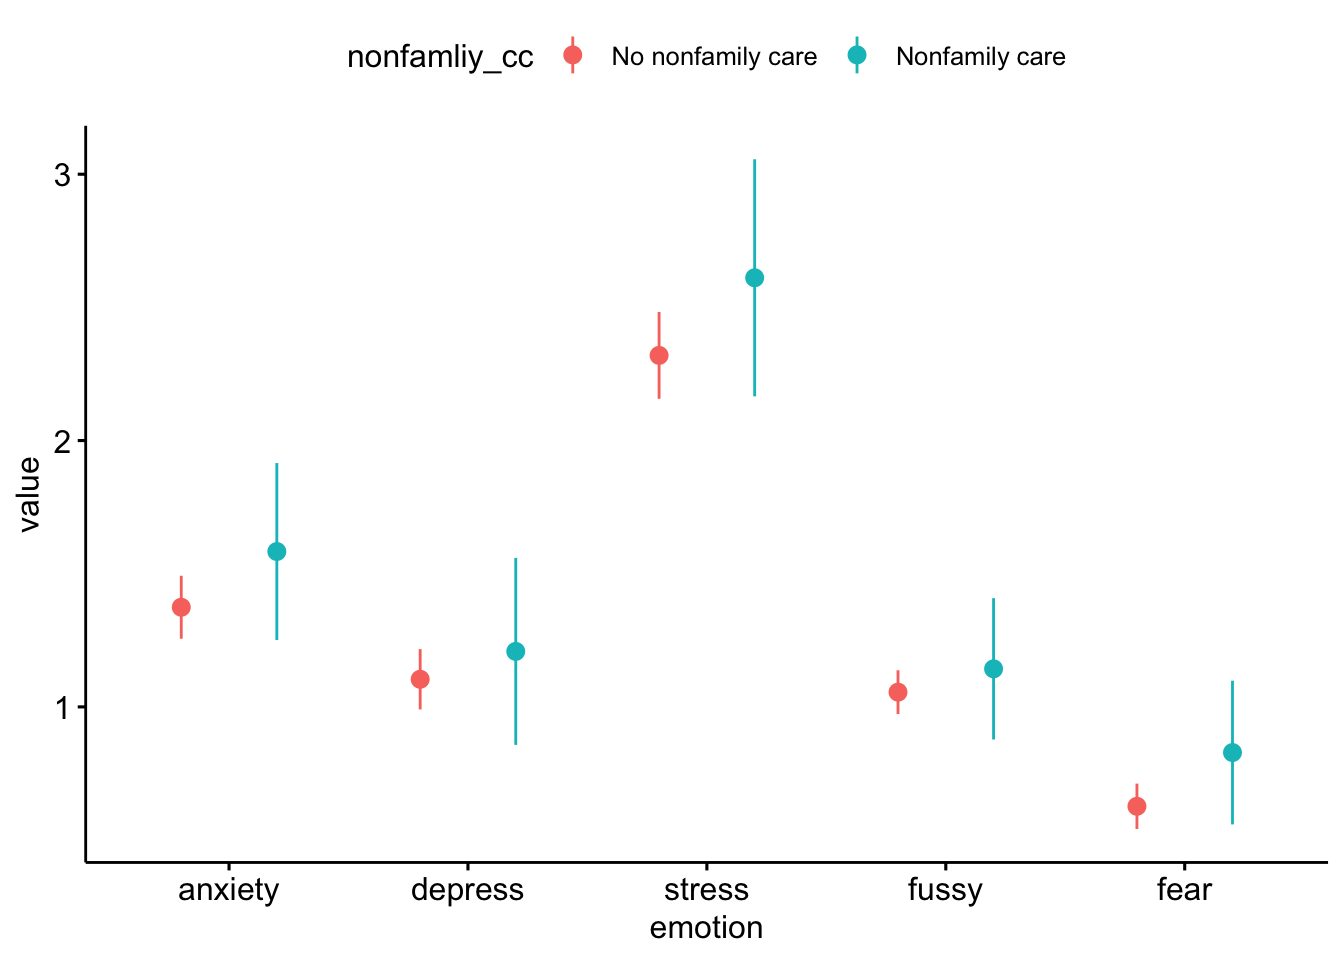 nonfamliy_cc No nonfamily care Nonfamily care
3
2
1
value
anxiety depress stress fussy fear
emotion